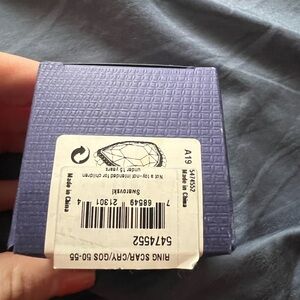 A19 5474552
Made in China
Not a toy-not intended for children
under 15 years
Made in China
Swarovski
7 68549 21301 4
5474552
RING SCAR/CRY/GOS 50-55